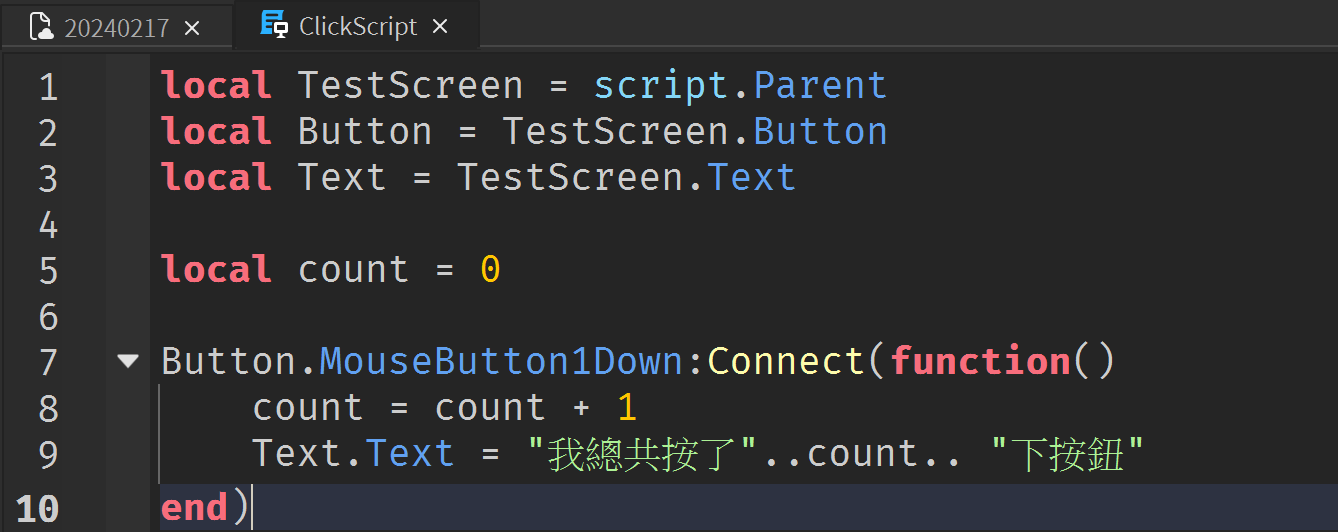 20240217 × ClickScript ×
1 local TestScreen = script.Parent
2 local Button = TestScreen.Button
3 local Text = TestScreen.Text
4
5 local count = 0
6
7 Button.MouseButton1Down:Connect(function()
8 count = count + 1
9 Text.Text = "我總共按了"..count.. "下按鈕"
10 end)